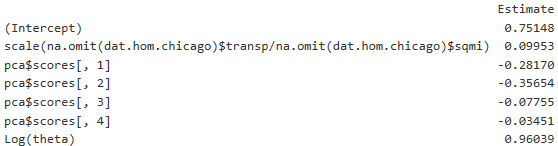 Estimate
(Intercept) 0.75148
scale(na.omit(dat.hom.chicago)$transp/na.omit(dat.hom.chicago)$sqmi) 0.09953
pca$scores[, 1] -0.28170
pca$scores[, 2] -0.35654
pca$scores[, 3] -0.07755
pca$scores[, 4] -0.03451
Log(theta) 0.96039